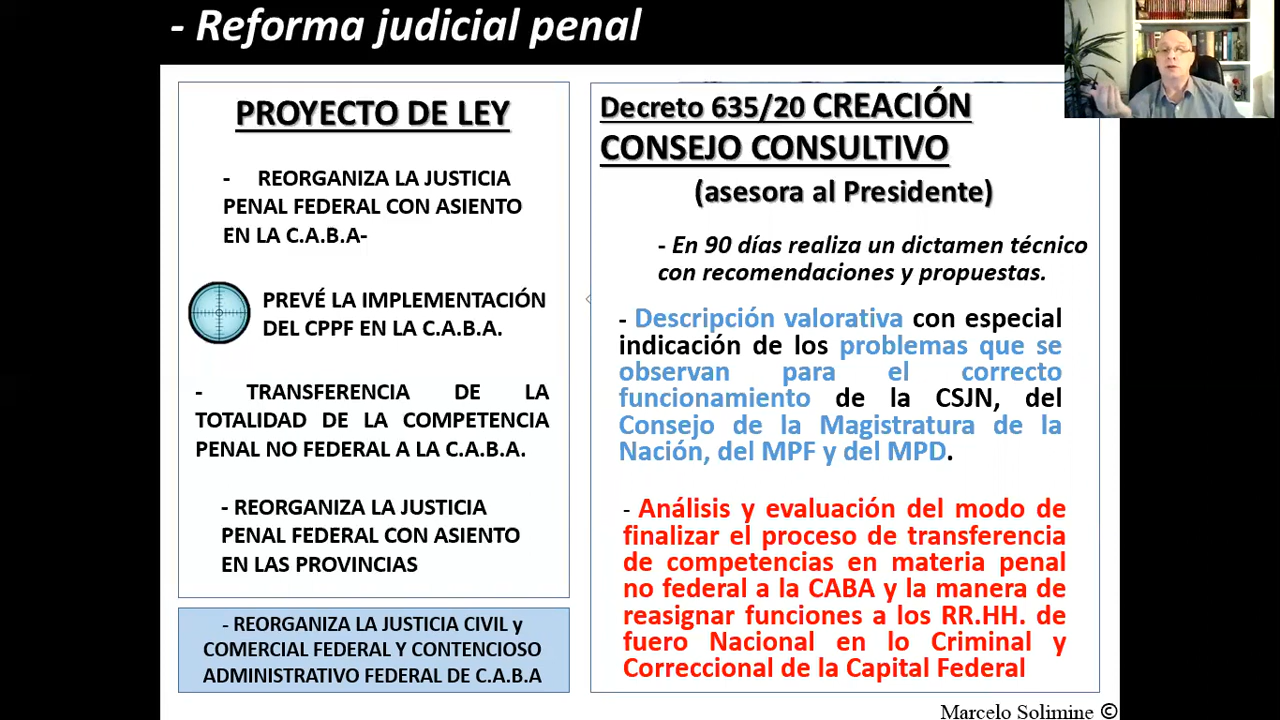 - Reforma judicial penal
PROYECTO DE LEY
- REORGANIZA LA JUSTICIA
PENAL FEDERAL CON ASIENTO
EN LA C.A.B.A-
PREVÉ LA IMPLEMENTACIÓN
DEL CPPF EN LA C.A.B.A.
- TRANSFERENCIA DE LA
TOTALIDAD DE LA COMPETENCIA
PENAL NO FEDERAL A LA C.A.B.A.
- REORGANIZA LA JUSTICIA
PENAL FEDERAL CON ASIENTO
EN LAS PROVINCIAS
- REORGANIZA LA JUSTICIA CIVIL y
COMERCIAL FEDERAL Y CONTENCIOSO
ADMINISTRATIVO FEDERAL DE C.A.B.A
Decreto 635/20 CREACIÓN
CONSEJO CONSULTIVO
(asesora al Presidente)
- En 90 días realiza un dictamen técnico
con recomendaciones y propuestas.
- Descripción valorativa con especial
indicación de los problemas que se
observan para el correcto
funcionamiento de la CSJN, del
Consejo de la Magistratura de la
Nación, del MPF y del MPD.
- Análisis y evaluación del modo de
finalizar el proceso de transferencia
de competencias en materia penal
no federal a la CABA y la manera de
reasignar funciones a los RR.HH. de
fuero Nacional en lo Criminal y
Correccional de la Capital Federal
Marcelo Solimine ©